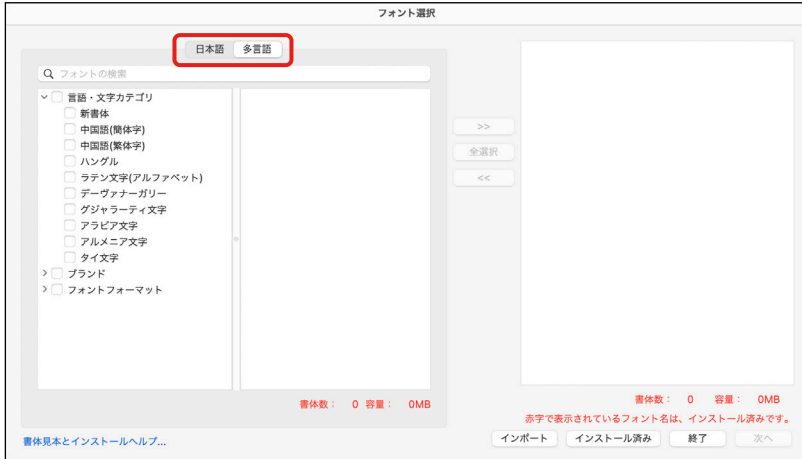 フォント選択
日本語 多言語
フォントの検索
言語・文字カテゴリ
新書体
中国語(簡体字)
中国語(繁体字)
ハングル
ラテン文字(アルファベット)
デーヴァナーガリー
グジャラーティ文字
アラビア文字
アルメニア文字
タイ文字
ブランド
フォントフォーマット
>>
全選択
<<
書体数： 0 容量： 0MB
書体数： 0 容量： 0MB
赤字で表示されているフォント名は、インストール済みです。
書体見本とインストールヘルプ...
インポート インストール済み 終了 次へ